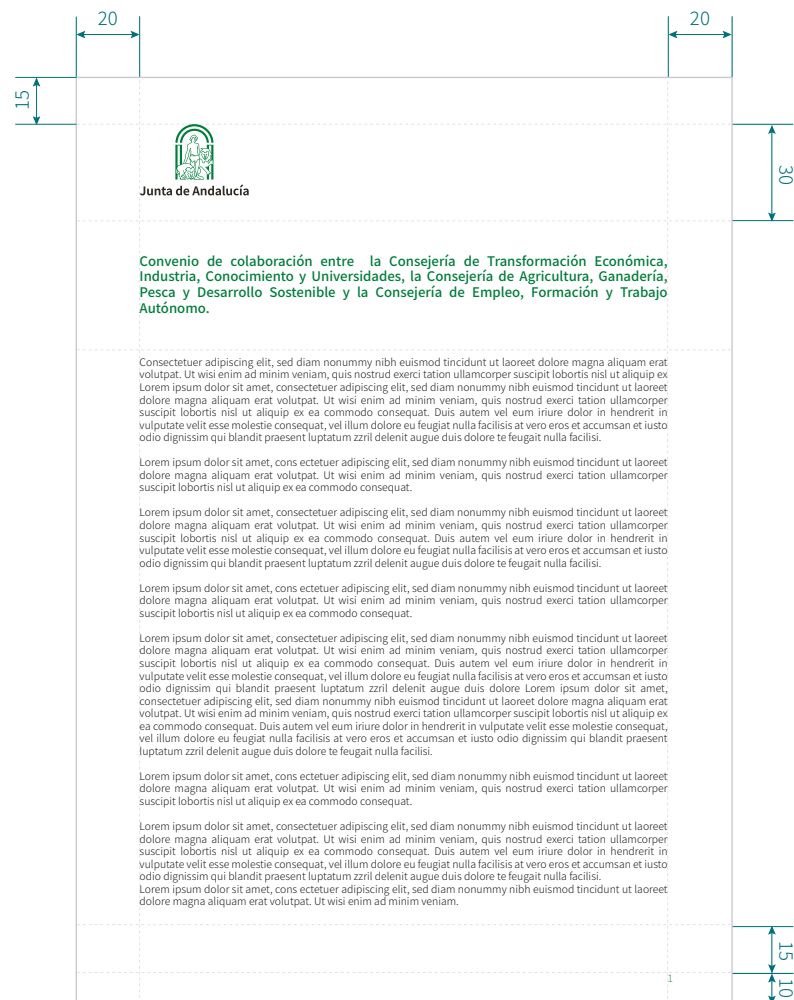 20
20
15
30
Junta de Andalucía
Convenio de colaboración entre la Consejería de Transformación Económica,
Industria, Conocimiento y Universidades, la Consejería de Agricultura, Ganadería,
Pesca y Desarrollo Sostenible y la Consejería de Empleo, Formación y Trabajo
Autónomo.
Consectetuer adipiscing elit, sed diam nonummy nibh euismod tincidunt ut laoreet dolore magna aliquam erat
volutpat. Ut wisi enim ad minim veniam, quis nostrud exerci tation ullamcorper suscipit lobortis nisl ut aliquip ex
Lorem ipsum dolor sit amet, consectetuer adipiscing elit, sed diam nonummy nibh euismod tincidunt ut laoreet
dolore magna aliquam erat volutpat. Ut wisi enim ad minim veniam, quis nostrud exerci tation ullamcorper
suscipit lobortis nisl ut aliquip ex ea commodo consequat. Duis autem vel eum iriure dolor in hendrerit in
vulputate velit esse molestie consequat, vel illum dolore eu feugiat nulla facilisis at vero eros et accumsan et iusto
odio dignissim qui blandit praesent luptatum zzril delenit augue duis dolore te feugait nulla facilisi.
Lorem ipsum dolor sit amet, cons ectetuer adipiscing elit, sed diam nonummy nibh euismod tincidunt ut laoreet
dolore magna aliquam erat volutpat. Ut wisi enim ad minim veniam, quis nostrud exerci tation ullamcorper
suscipit lobortis nisl ut aliquip ex ea commodo consequat.
Lorem ipsum dolor sit amet, consectetuer adipiscing elit, sed diam nonummy nibh euismod tincidunt ut laoreet
dolore magna aliquam erat volutpat. Ut wisi enim ad minim veniam, quis nostrud exerci tation ullamcorper
suscipit lobortis nisl ut aliquip ex ea commodo consequat. Duis autem vel eum iriure dolor in hendrerit in
vulputate velit esse molestie consequat, vel illum dolore eu feugiat nulla facilisis at vero eros et accumsan et iusto
odio dignissim qui blandit praesent luptatum zzril delenit augue duis dolore te feugait nulla facilisi.
Lorem ipsum dolor sit amet, cons ectetuer adipiscing elit, sed diam nonummy nibh euismod tincidunt ut laoreet
dolore magna aliquam erat volutpat. Ut wisi enim ad minim veniam, quis nostrud exerci tation ullamcorper
suscipit lobortis nisl ut aliquip ex ea commodo consequat.
Lorem ipsum dolor sit amet, consectetuer adipiscing elit, sed diam nonummy nibh euismod tincidunt ut laoreet
dolore magna aliquam erat volutpat. Ut wisi enim ad minim veniam, quis nostrud exerci tation ullamcorper
suscipit lobortis nisl ut aliquip ex ea commodo consequat. Duis autem vel eum iriure dolor in hendrerit in
vulputate velit esse molestie consequat, vel illum dolore eu feugiat nulla facilisis at vero eros et accumsan et iusto
odio dignissim qui blandit praesent luptatum zzril delenit augue duis dolore Lorem ipsum dolor sit amet,
consectetuer adipiscing elit, sed diam nonummy nibh euismod tincidunt ut laoreet dolore magna aliquam erat
volutpat. Ut wisi enim ad minim veniam, quis nostrud exerci tation ullamcorper suscipit lobortis nisl ut aliquip ex
ea commodo consequat. Duis autem vel eum iriure dolor in hendrerit in vulputate velit esse molestie consequat,
vel illum dolore eu feugiat nulla facilisis at vero eros et accumsan et iusto odio dignissim qui blandit praesent
luptatum zzril delenit augue duis dolore te feugait nulla facilisi.
Lorem ipsum dolor sit amet, cons ectetuer adipiscing elit, sed diam nonummy nibh euismod tincidunt ut laoreet
dolore magna aliquam erat volutpat. Ut wisi enim ad minim veniam, quis nostrud exerci tation ullamcorper
suscipit lobortis nisl ut aliquip ex ea commodo consequat.
Lorem ipsum dolor sit amet, consectetuer adipiscing elit, sed diam nonummy nibh euismod tincidunt ut laoreet
dolore magna aliquam erat volutpat. Ut wisi enim ad minim veniam, quis nostrud exerci tation ullamcorper
suscipit lobortis nisl ut aliquip ex ea commodo consequat. Duis autem vel eum iriure dolor in hendrerit in
vulputate velit esse molestie consequat, vel illum dolore eu feugiat nulla facilisis at vero eros et accumsan et iusto
odio dignissim qui blandit praesent luptatum zzril delenit augue duis dolore te feugait nulla facilisi.
Lorem ipsum dolor sit amet, cons ectetuer adipiscing elit, sed diam nonummy nibh euismod tincidunt ut laoreet
dolore magna aliquam erat volutpat. Ut wisi enim ad minim veniam.
15
1
10